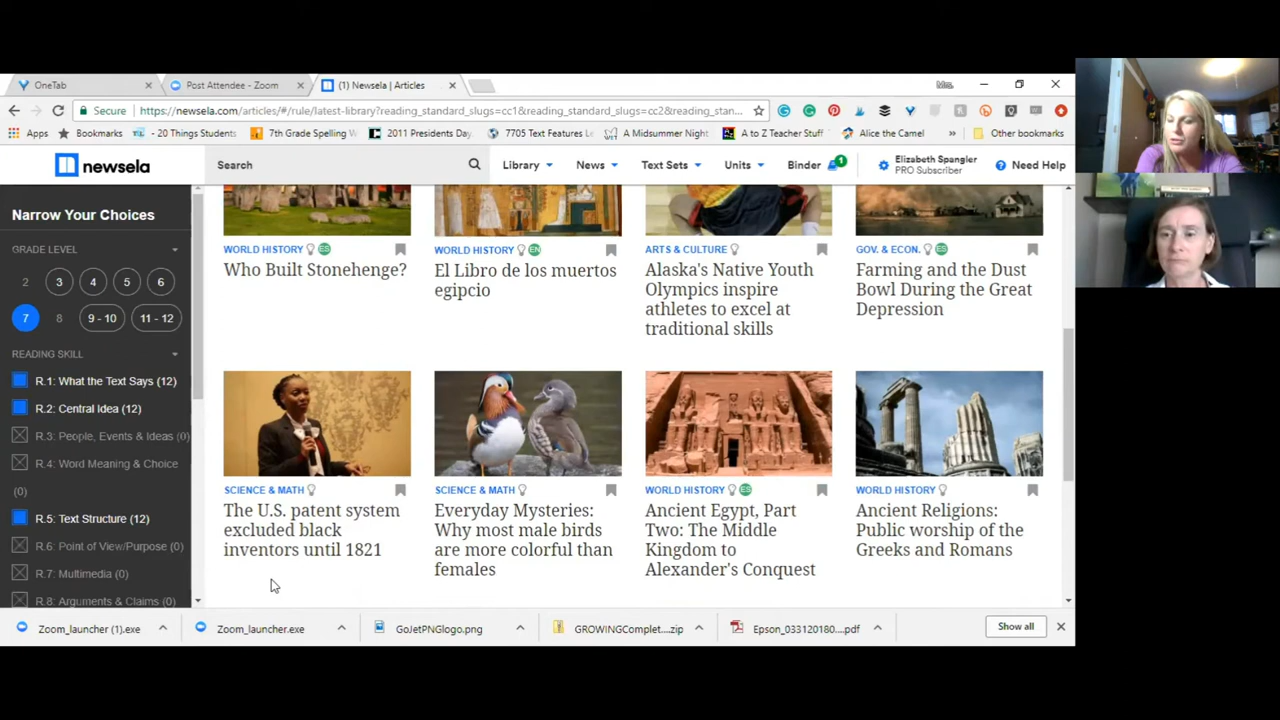 OneTab
Post Attendee - Zoom
(1) Newsela | Articles
Secure
https://newsela.com/articles/#/rule/latest-library?reading_standard_slugs=cc1&reading_standard_slugs=cc2&reading_sta...
Apps
Bookmarks
- 20 Things Students
7th Grade Spelling W
2011 Presidents Day.
7705 Text Features L
A Midsummer Night
A to Z Teacher Stuff
Alice the Camel
»
Other bookmarks
newsela
Search
Library
News
Text Sets
Units
Binder
1
Elizabeth Spangler
PRO Subscriber
Need Help
Narrow Your Choices
GRADE LEVEL
2
3
4
5
6
7
8
9 - 10
11 - 12
READING SKILL
R.1: What the Text Says (12)
R.2: Central Idea (12)
R.3: People, Events & Ideas (0)
R.4: Word Meaning & Choice
(0)
R.5: Text Structure (12)
R.6: Point of View/Purpose (0)
R.7: Multimedia (0)
R.8: Arguments & Claims (0)
WORLD HISTORY
ES
Who Built Stonehenge?
WORLD HISTORY
EN
El Libro de los muertos
egipcio
ARTS & CULTURE
Alaska's Native Youth
Olympics inspire
athletes to excel at
traditional skills
GOV. & ECON.
ES
Farming and the Dust
Bowl During the Great
Depression
SCIENCE & MATH
The U.S. patent system
excluded black
inventors until 1821
SCIENCE & MATH
Everyday Mysteries:
Why most male birds
are more colorful than
females
WORLD HISTORY
ES
Ancient Egypt, Part
Two: The Middle
Kingdom to
Alexander's Conquest
WORLD HISTORY
Ancient Religions:
Public worship of the
Greeks and Romans
Zoom_launcher (1).exe
Zoom_launcher.exe
GoJetPNGlogo.png
GROWINGComplet....zip
Epson_033120180....pdf
Show all